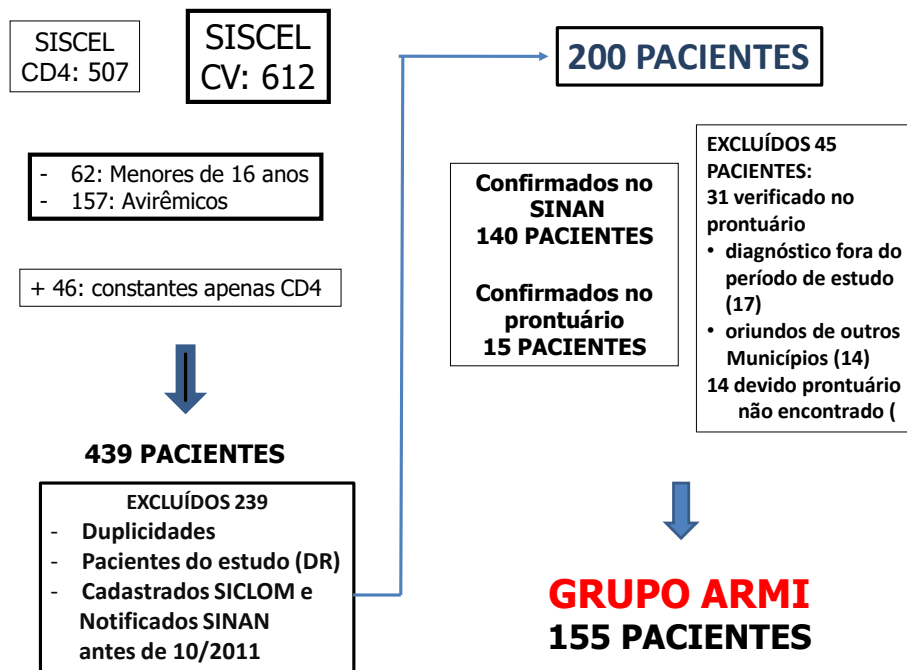 SISCEL
CD4: 507
SISCEL
CV: 612
- 62: Menores de 16 anos
- 157: Avirêmicos
+ 46: constantes apenas CD4
439 PACIENTES
EXCLUÍDOS 239
- Duplicidades
- Pacientes do estudo (DR)
- Cadastrados SICLOM e
Notificados SINAN
antes de 10/2011
200 PACIENTES
Confirmados no
SINAN
140 PACIENTES
Confirmados no
prontuário
15 PACIENTES
EXCLUÍDOS 45
PACIENTES:
31 verificado no
prontuário
• diagnóstico fora do
período de estudo
(17)
• oriundos de outros
Municípios (14)
14 devido prontuário
não encontrado (
GRUPO ARMI
155 PACIENTES